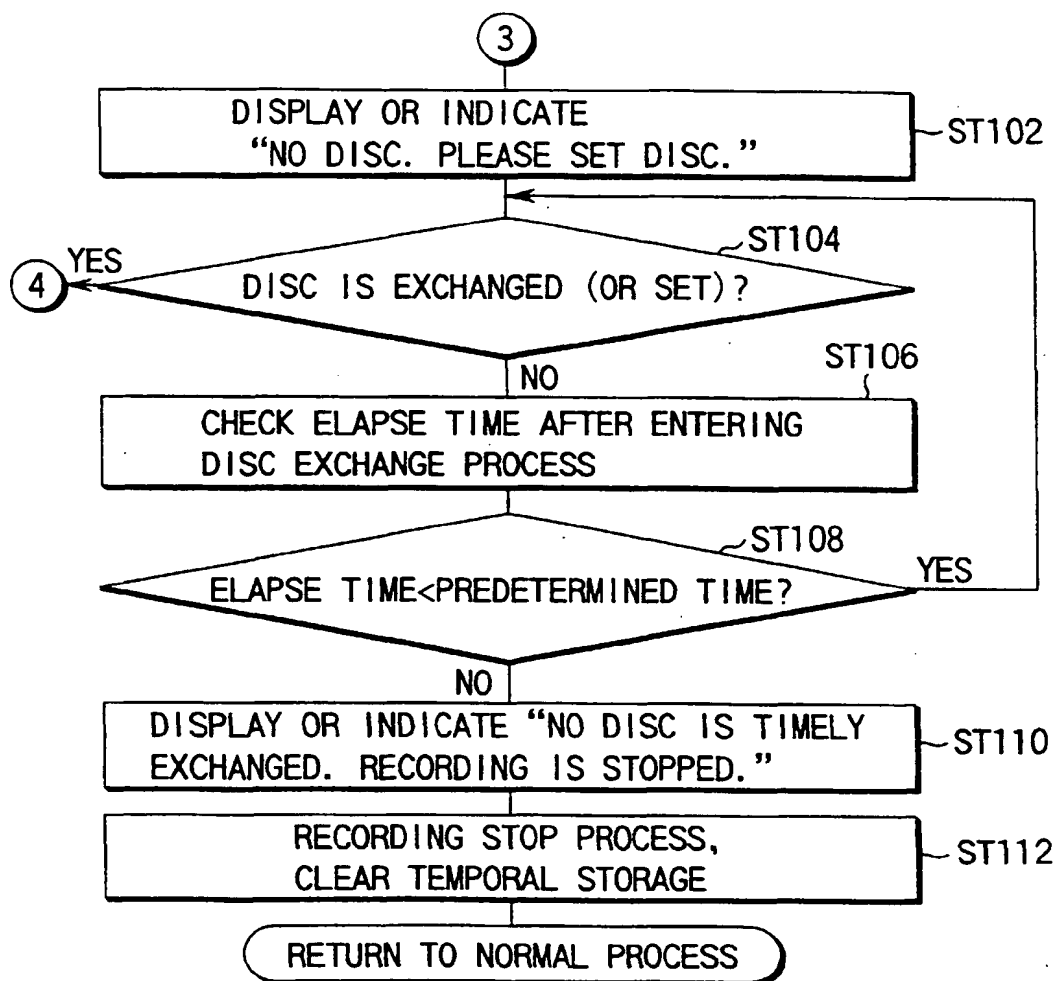 3
DISPLAY OR INDICATE
“NO DISC. PLEASE SET DISC.”
ST102
ST104
YES
4
DISC IS EXCHANGED (OR SET)?
NO
ST106
CHECK ELAPSE TIME AFTER ENTERING
DISC EXCHANGE PROCESS
ST108
YES
ELAPSE TIME<PREDETERMINED TIME?
NO
DISPLAY OR INDICATE “NO DISC IS TIMELY
EXCHANGED. RECORDING IS STOPPED.”
ST110
RECORDING STOP PROCESS,
CLEAR TEMPORAL STORAGE
ST112
RETURN TO NORMAL PROCESS